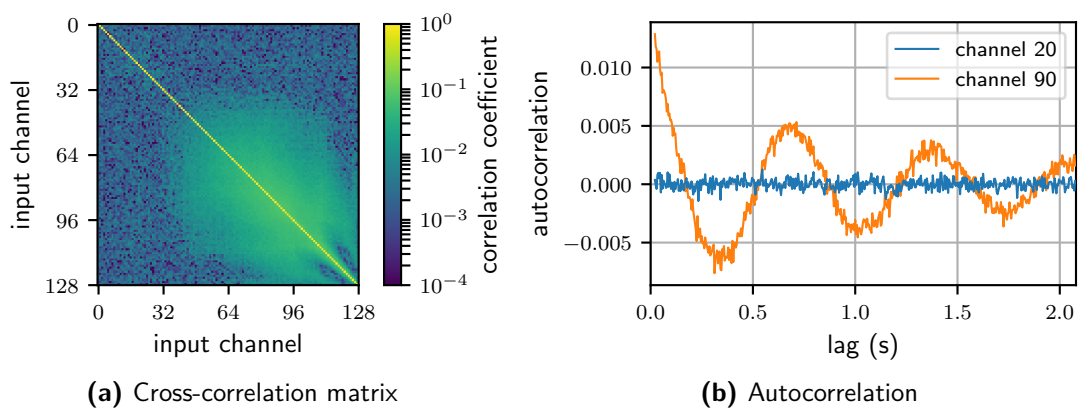 0
32
64
96
128
input channel
0
32
64
96
128
input channel
10⁰
10⁻¹
10⁻²
10⁻³
10⁻⁴
correlation coefficient
(a) Cross-correlation matrix
0.010
0.005
0.000
−0.005
autocorrelation
channel 20
channel 90
0.0
0.5
1.0
1.5
2.0
lag (s)
(b) Autocorrelation